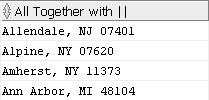 All Together with ||
Allendale, NJ 07401
Alpine, NY 07620
Amherst, NY 11373
Ann Arbor, MI 48104